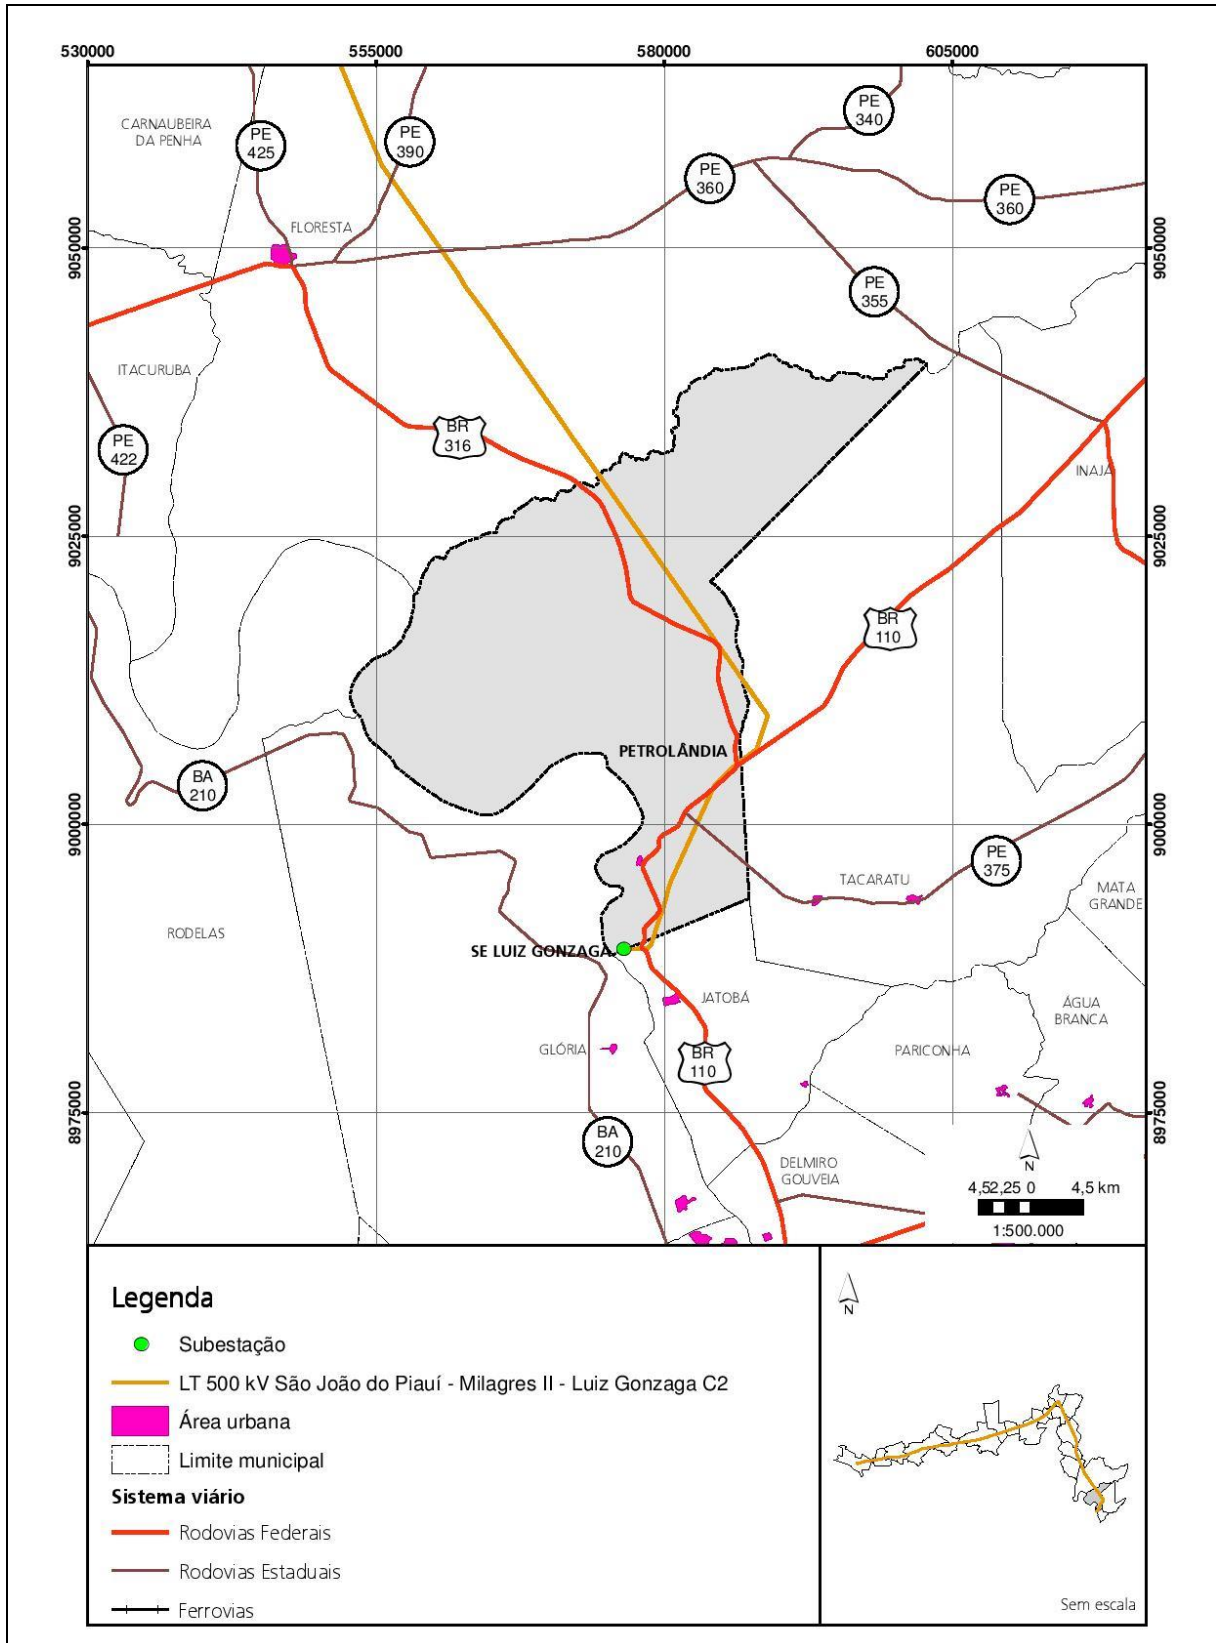 530000
555000
580000
605000
PE
340
CARNAUBEIRA
DA PENHA
PE
425
PE
390
PE
360
PE
360
FLORESTA
9050000
9050000
PE
355
ITACURUBA
BR
316
PE
422
INAJÁ
9025000
9025000
BR
110
PETROLÂNDIA
BA
210
9000000
9000000
PE
375
TACARATU
MATA
GRANDE
RODELAS
SE LUIZ GONZAGA
JATOBÁ
ÁGUA
BRANCA
GLÓRIA
PARICONHA
BR
110
8975000
8975000
BA
210
DELMIRO
GOUVEIA
N
4,52,25 0 4,5 km
1:500.000
Legenda
Subestação
LT 500 kV São João do Piauí - Milagres II - Luiz Gonzaga C2
Área urbana
Limite municipal
Sistema viário
Rodovias Federais
Rodovias Estaduais
Ferrovias
N
Sem escala